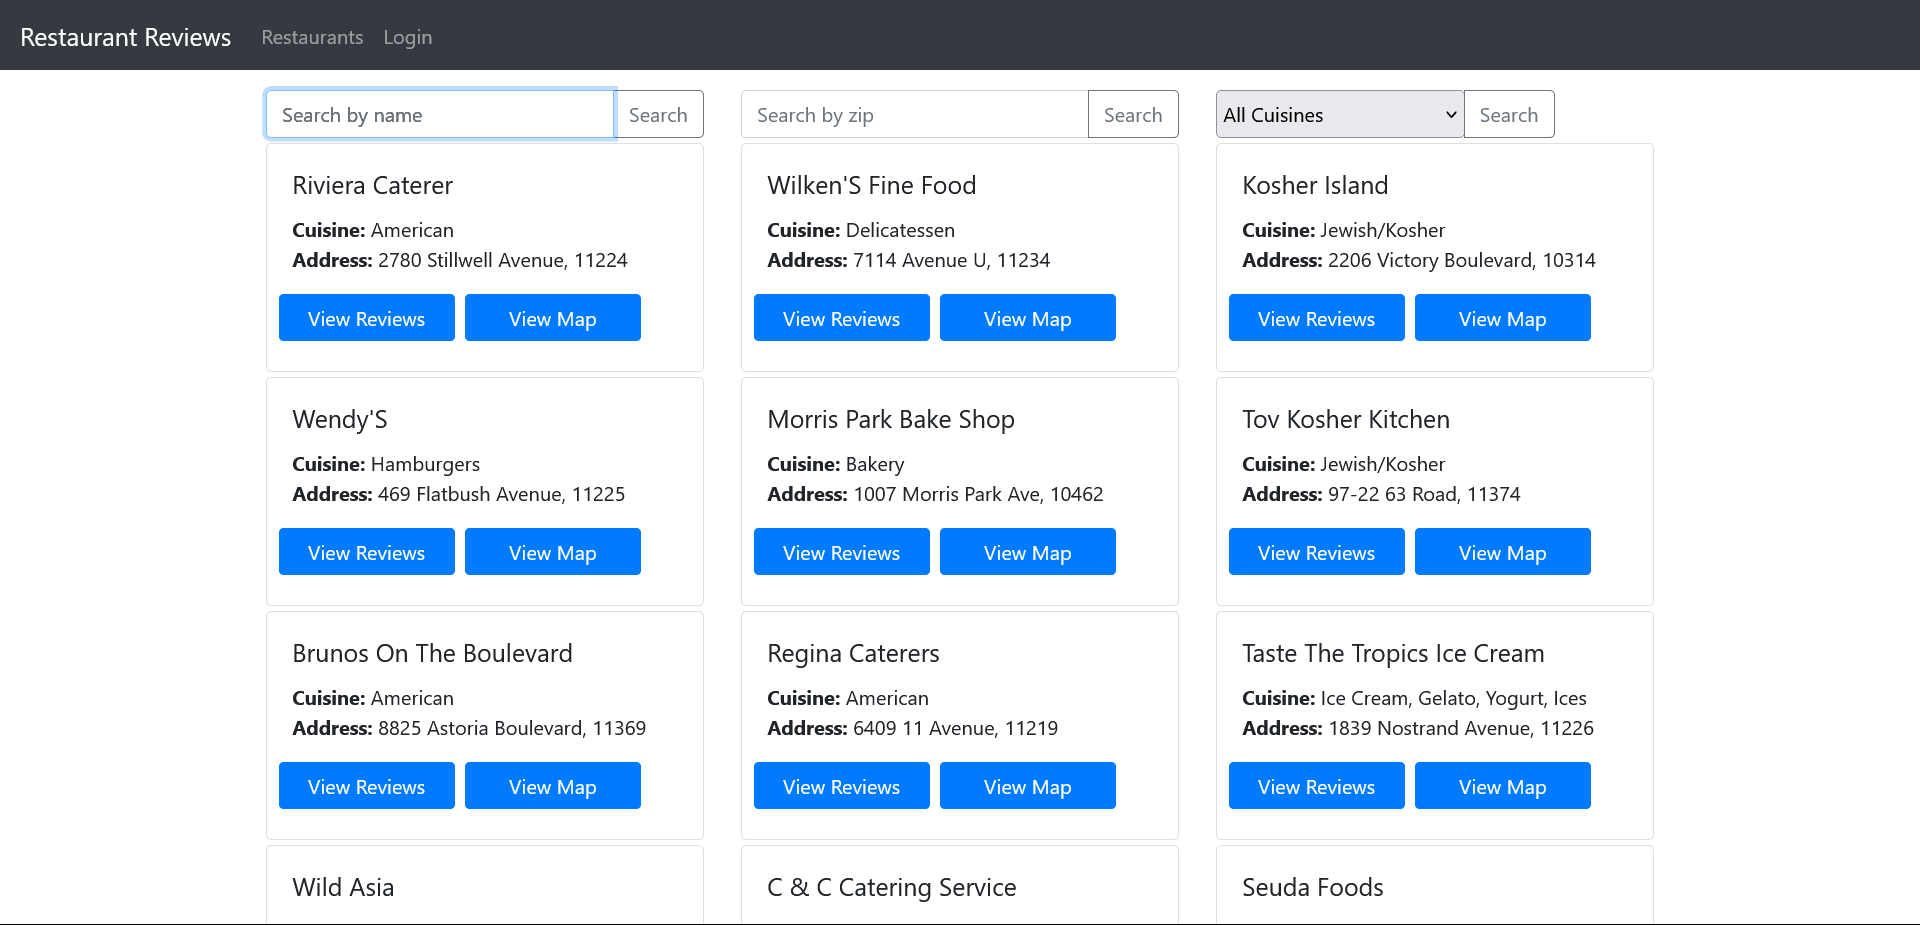 Restaurant Reviews Restaurants Login
Search by name Search Search by zip Search All Cuisines Search
Riviera Caterer
Cuisine: American
Address: 2780 Stillwell Avenue, 11224
View Reviews View Map
Wilken'S Fine Food
Cuisine: Delicatessen
Address: 7114 Avenue U, 11234
View Reviews View Map
Kosher Island
Cuisine: Jewish/Kosher
Address: 2206 Victory Boulevard, 10314
View Reviews View Map
Wendy'S
Cuisine: Hamburgers
Address: 469 Flatbush Avenue, 11225
View Reviews View Map
Morris Park Bake Shop
Cuisine: Bakery
Address: 1007 Morris Park Ave, 10462
View Reviews View Map
Tov Kosher Kitchen
Cuisine: Jewish/Kosher
Address: 97-22 63 Road, 11374
View Reviews View Map
Brunos On The Boulevard
Cuisine: American
Address: 8825 Astoria Boulevard, 11369
View Reviews View Map
Regina Caterers
Cuisine: American
Address: 6409 11 Avenue, 11219
View Reviews View Map
Taste The Tropics Ice Cream
Cuisine: Ice Cream, Gelato, Yogurt, Ices
Address: 1839 Nostrand Avenue, 11226
View Reviews View Map
Wild Asia
C & C Catering Service
Seuda Foods